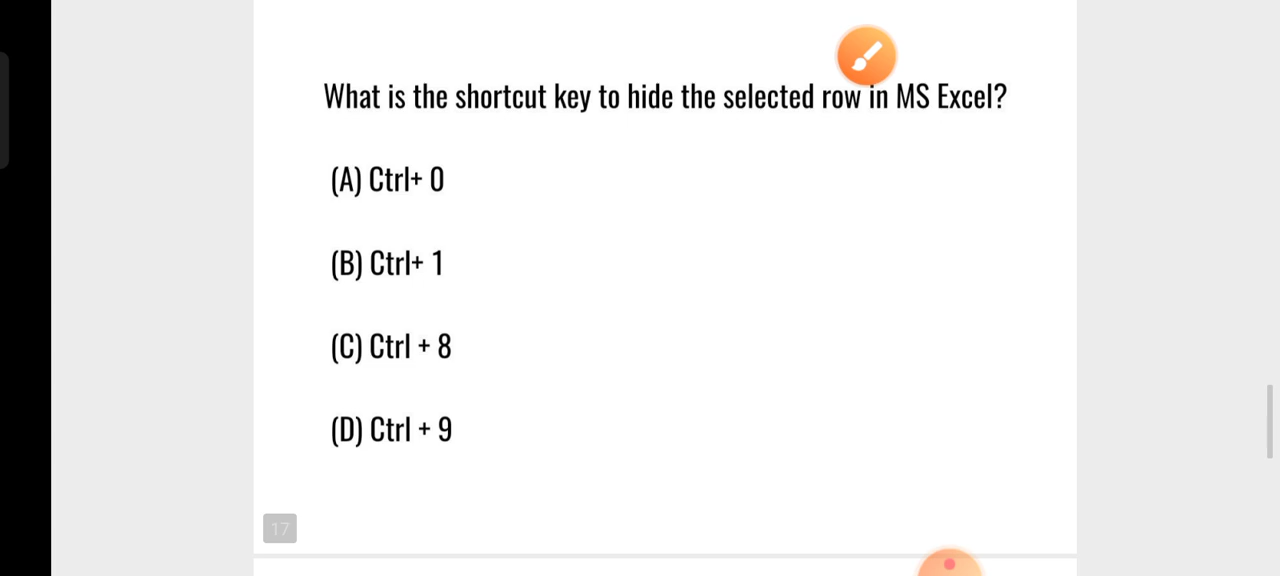 What is the shortcut key to hide the selected row in MS Excel?
(A) Ctrl+ 0
(B) Ctrl+ 1
(C) Ctrl + 8
(D) Ctrl + 9
17